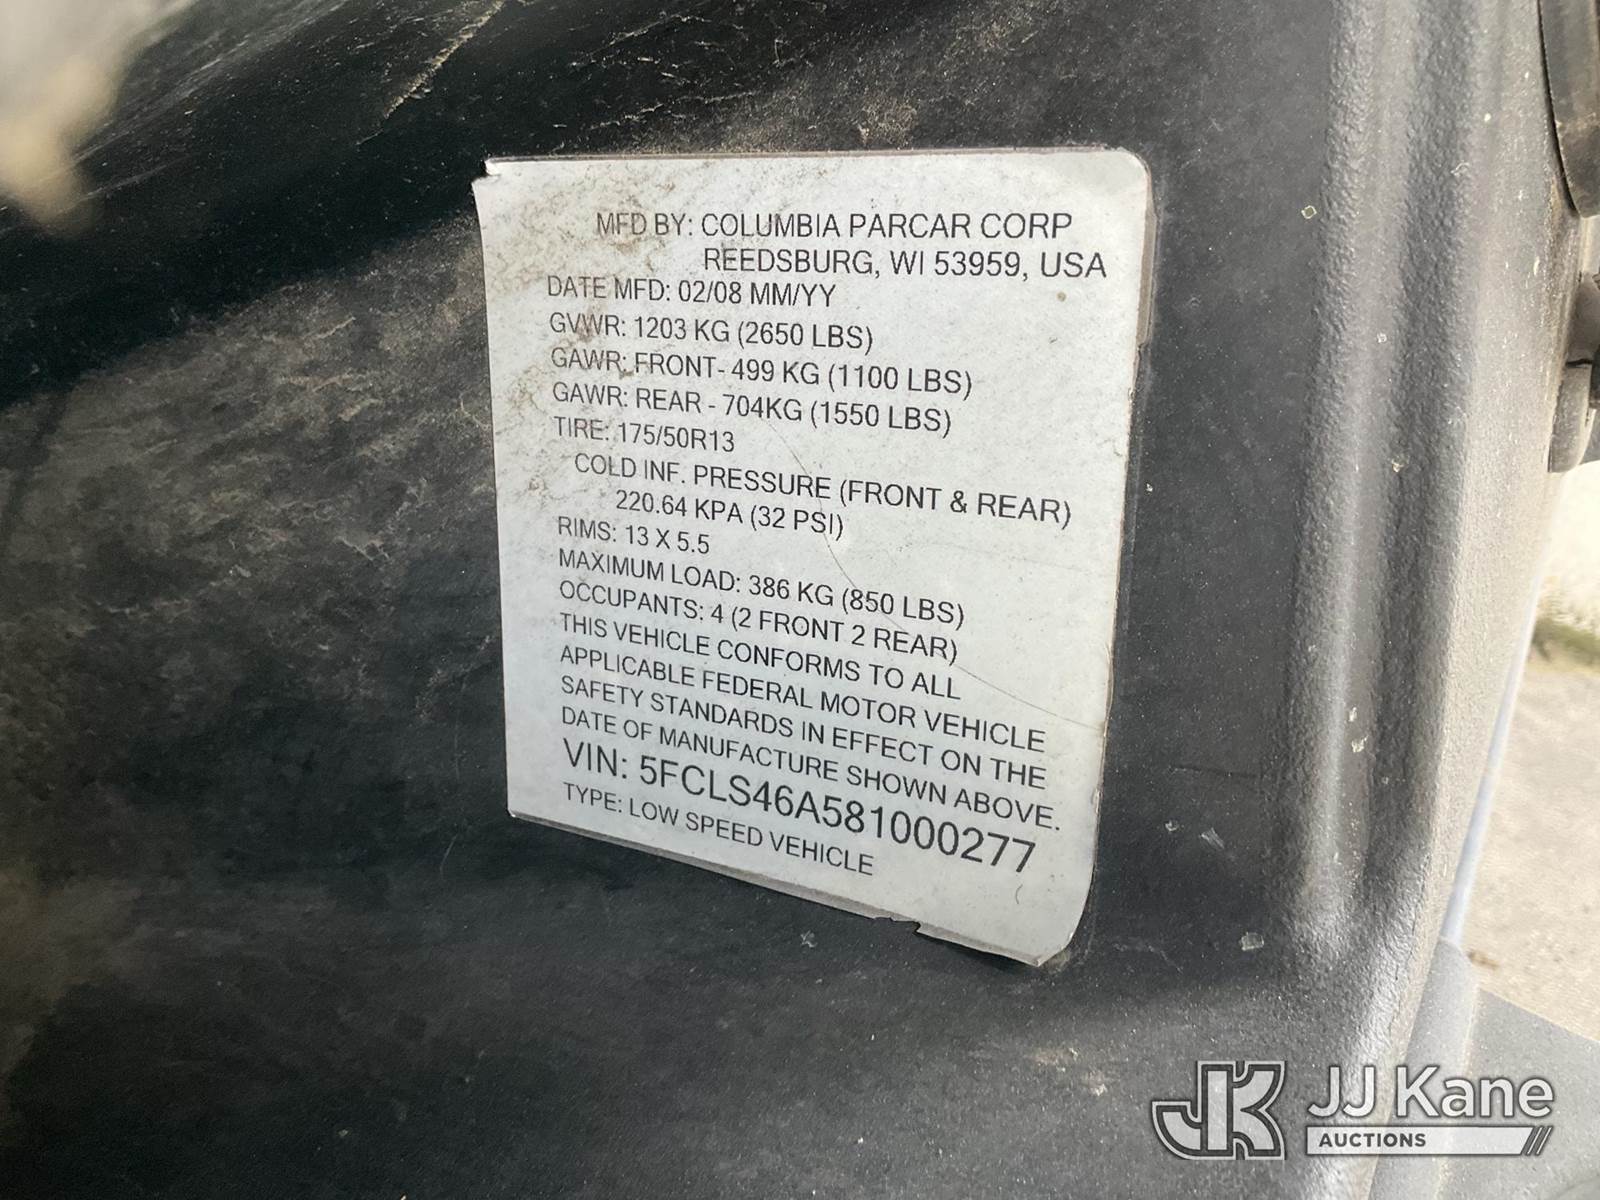 MFD BY: COLUMBIA PARCAR CORP
REEDSBURG, WI 53959, USA
DATE MFD: 02/08 MM/YY
GVWR: 1203 KG (2650 LBS)
GAWR: FRONT- 499 KG (1100 LBS)
GAWR: REAR - 704KG (1550 LBS)
TIRE: 175/50R13
COLD INF. PRESSURE (FRONT & REAR)
220.64 KPA (32 PSI)
RIMS: 13 X 5.5
MAXIMUM LOAD: 386 KG (850 LBS)
OCCUPANTS: 4 (2 FRONT 2 REAR)
THIS VEHICLE CONFORMS TO ALL
APPLICABLE FEDERAL MOTOR VEHICLE
SAFETY STANDARDS IN EFFECT ON THE
DATE OF MANUFACTURE SHOWN ABOVE.
VIN: 5FCLS46A581000277
TYPE: LOW SPEED VEHICLE
JK JJ Kane
AUCTIONS